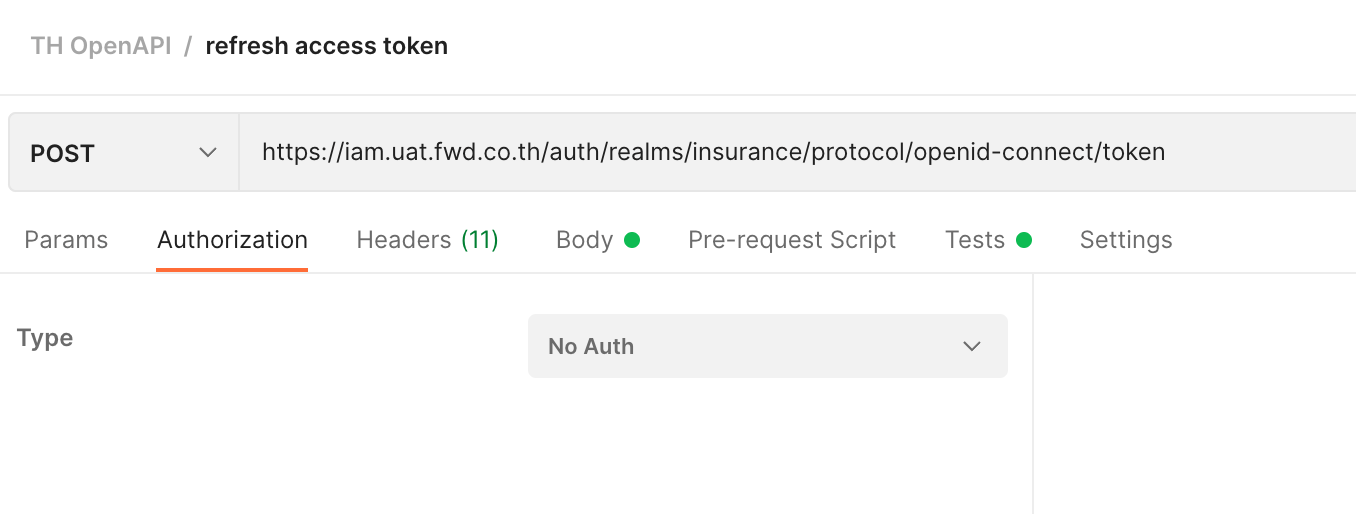 TH OpenAPI / refresh access token
POST https://iam.uat.fwd.co.th/auth/realms/insurance/protocol/openid-connect/token
Params Authorization Headers (11) Body Pre-request Script Tests Settings
Type No Auth